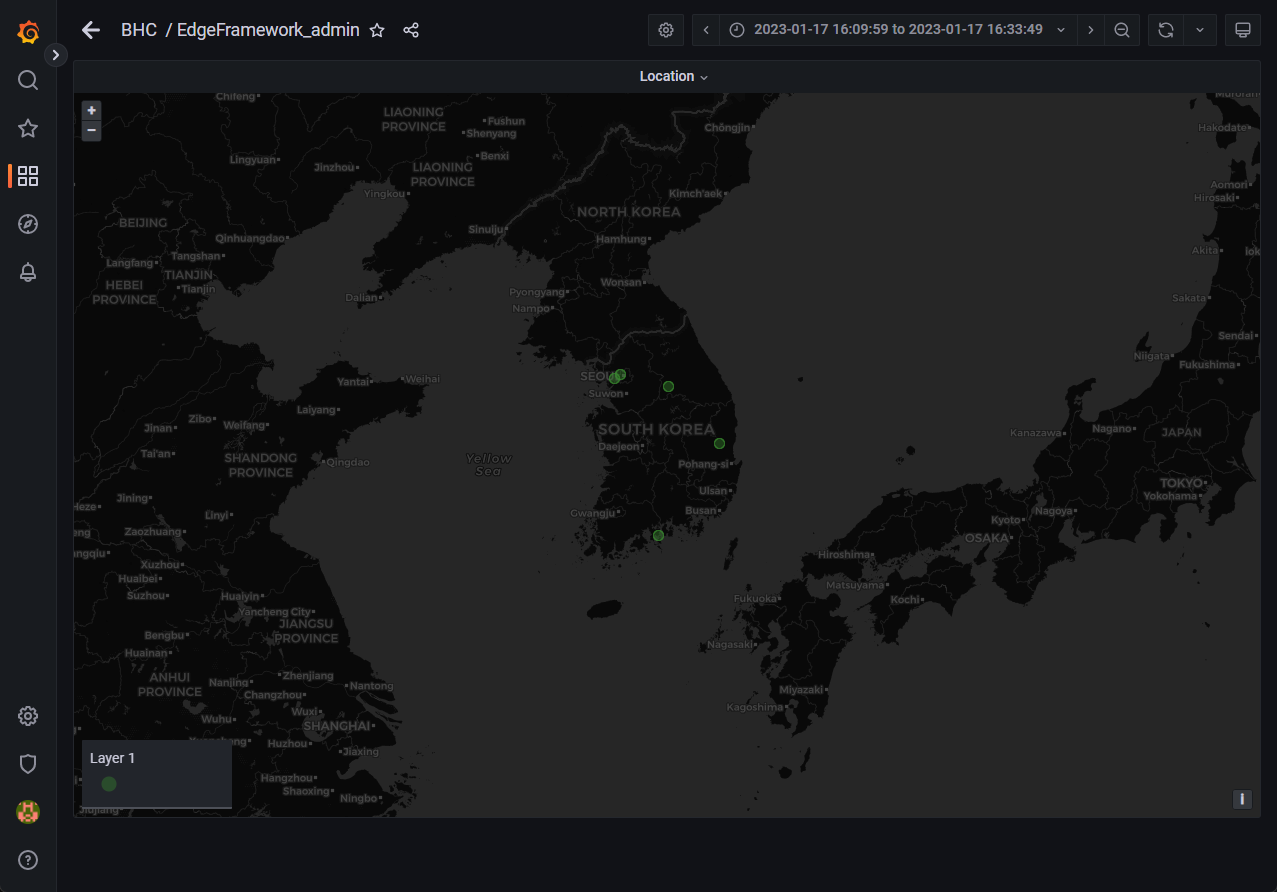 BHC / EdgeFramework_admin
2023-01-17 16:09:59 to 2023-01-17 16:33:49
Location
+
−
Chifeng
LIAONING
PROVINCE
Fushun
Shenyang
Chŏngjin
Hakodate
Benxi
Lingyuan
Jinzhou
LIAONING
PROVINCE
Yingkou
Kimch'aek
Aomori
Hirosaki
NORTH KOREA
BEIJING
Sinuiju
Qinhuangdao
Hamhung
Akita
Tangshan
Langfang
TIANJIN
Tianjin
HEBEI
PROVINCE
Wonsan
Pyongyang
Nampo
Dalian
Sakata
Sendai
Niigata
Fukushima
SEOU
Suwon
Yantai
Weihai
Laiyang
Zibo
Weifang
Jinan
SOUTH KOREA
Daejeon
Kanazawa
Nagano
JAPAN
Tai'an
SHANDONG
PROVINCE
Qingdao
Yellow
Sea
Pohang-si
Ulsan
TOKYO
Yokohama
Jining
Heze
Linyi
Gwangju
Busan
Nagoya
Kyoto
OSAKA
Zaozhuang
eng
angqiu
Xuzhou
Huaibei
Suzhou
Hiroshima
Matsuyama
Kochi
Fukuoka
Huaiyin
Yancheng City
JIANGSU
PROVINCE
Bengbu
Huainan
Nagasaki
ANHUI
PROVINCE
Nanjing
Zhenjiang
Changzhou
Nantong
Miyazaki
Kagoshima
Wuxi
Wuhu
SHANGHAI
Huzhou
Jiaxing
Layer 1
Hangzhou
Shaoxing
Ningbo
Jiujiang
i